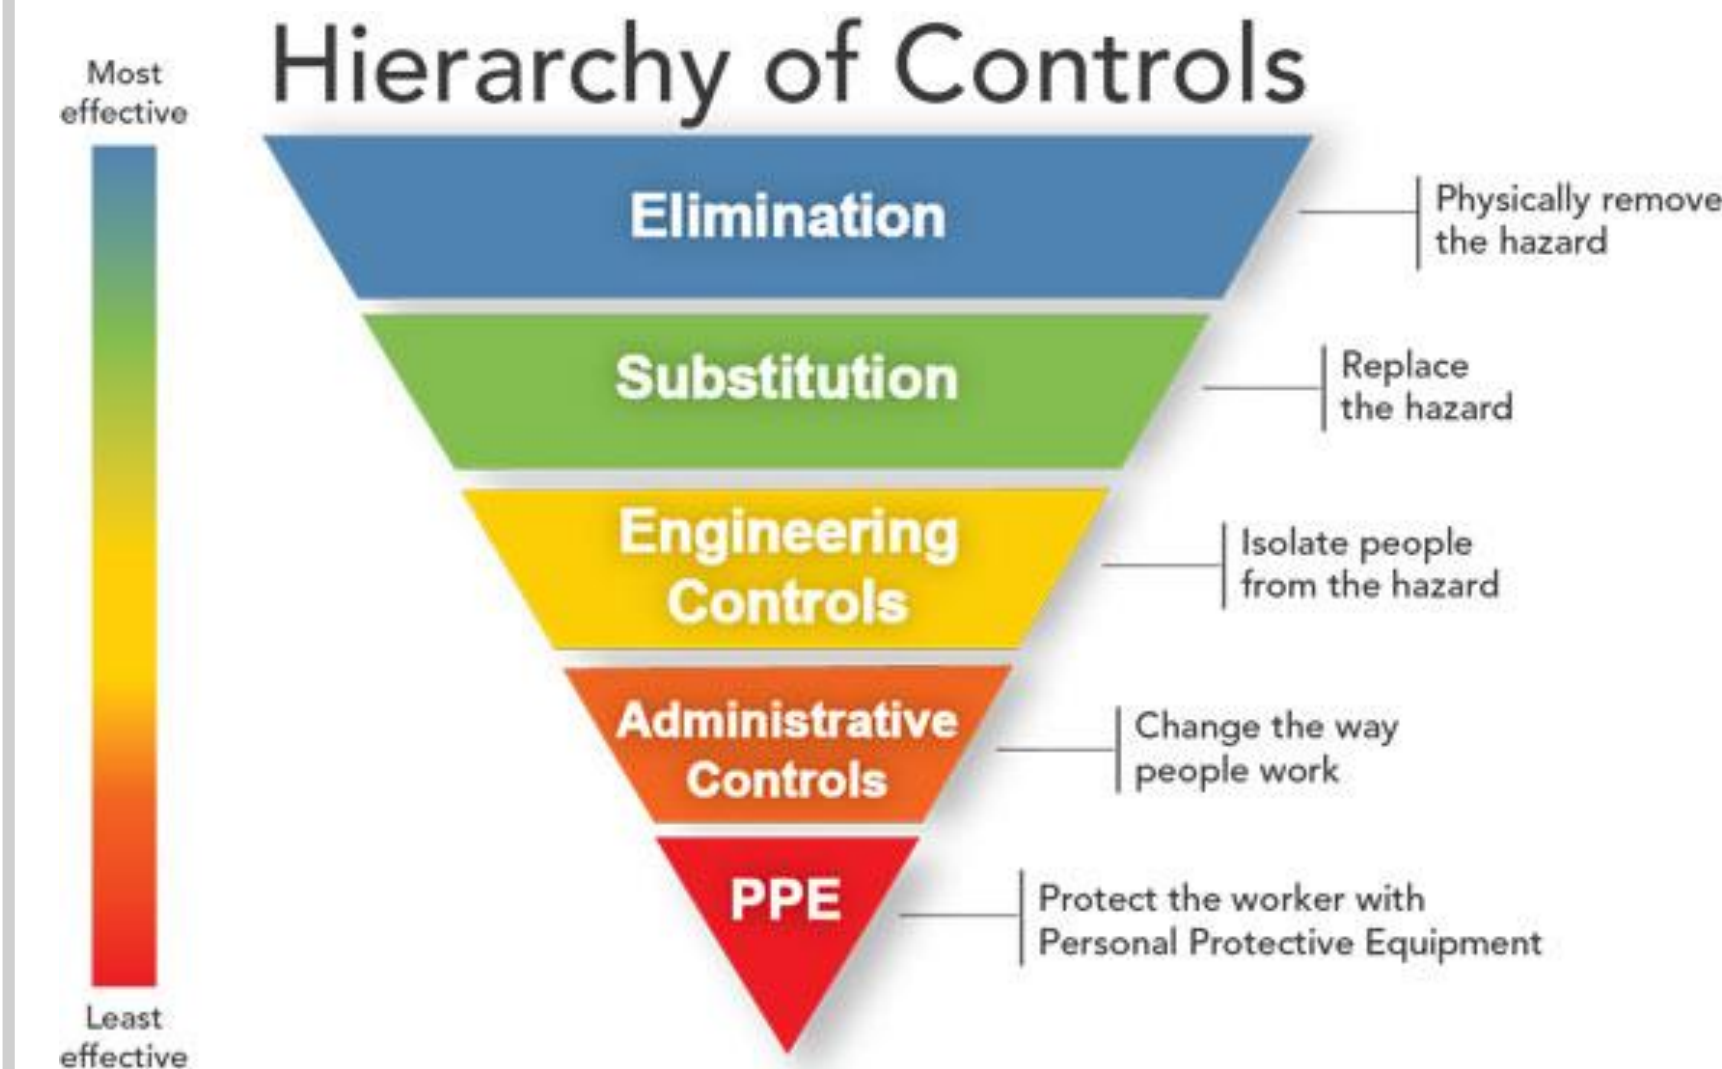 Hierarchy of Controls
Most
effective
Elimination
Physically remove
the hazard
Substitution
Replace
the hazard
Engineering
Controls
Isolate people
from the hazard
Administrative
Controls
Change the way
people work
PPE
Protect the worker with
Personal Protective Equipment
Least
effective